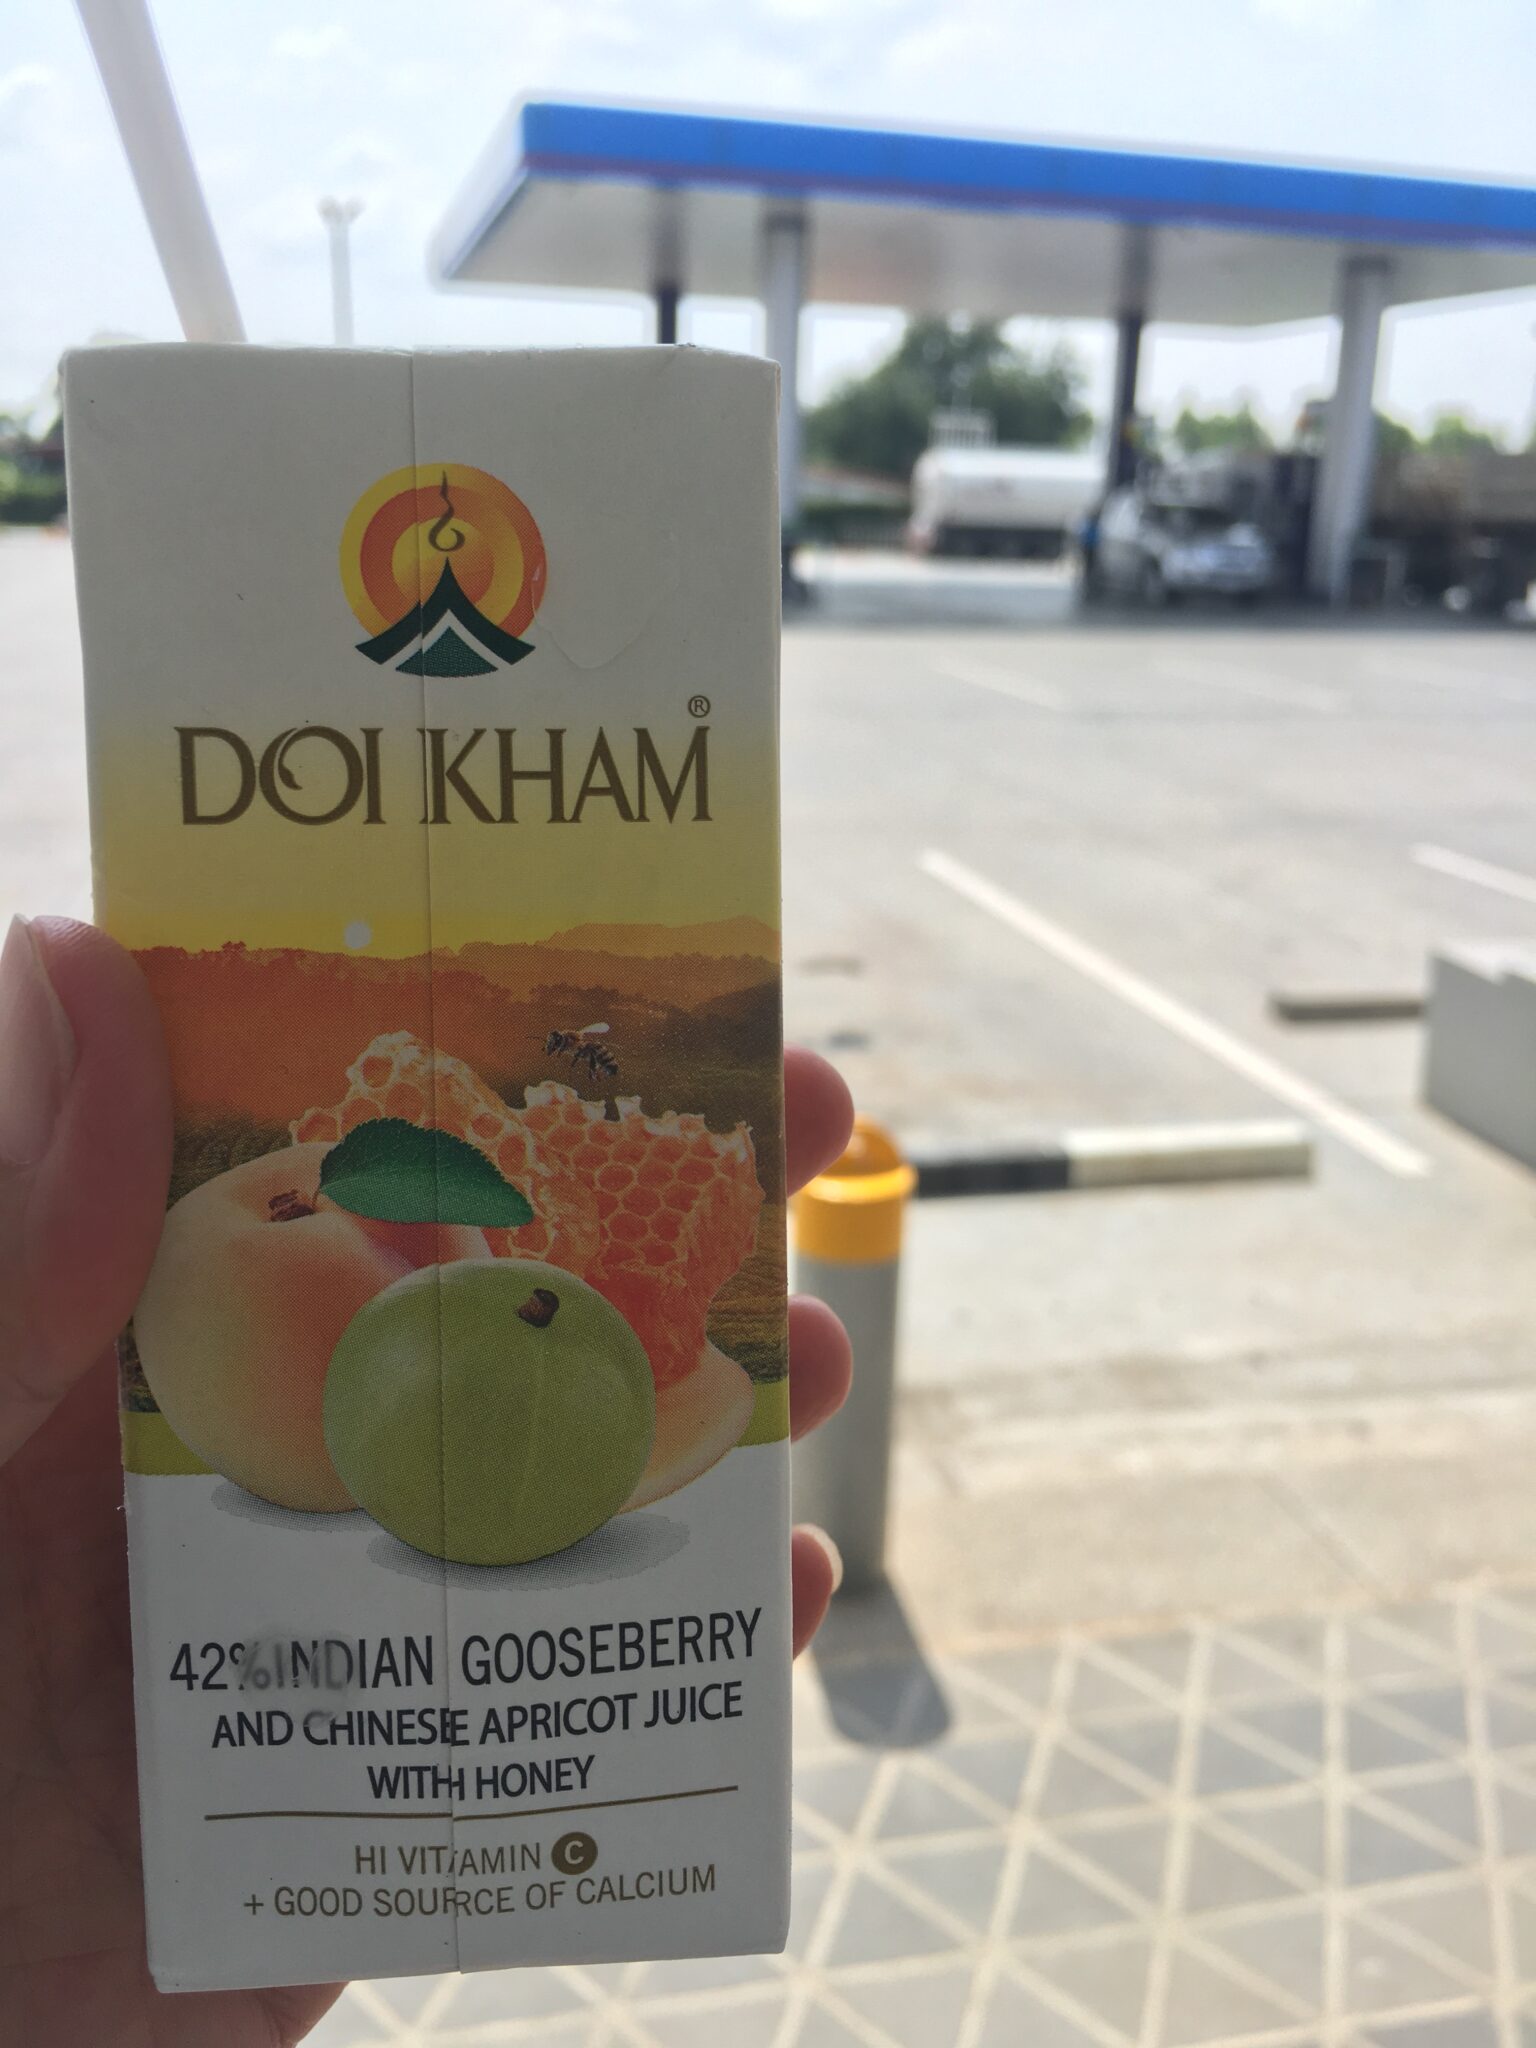 DOI KHAM®
42% INDIAN GOOSEBERRY
AND CHINESE APRICOT JUICE
WITH HONEY
HI VITAMIN C
+ GOOD SOURCE OF CALCIUM